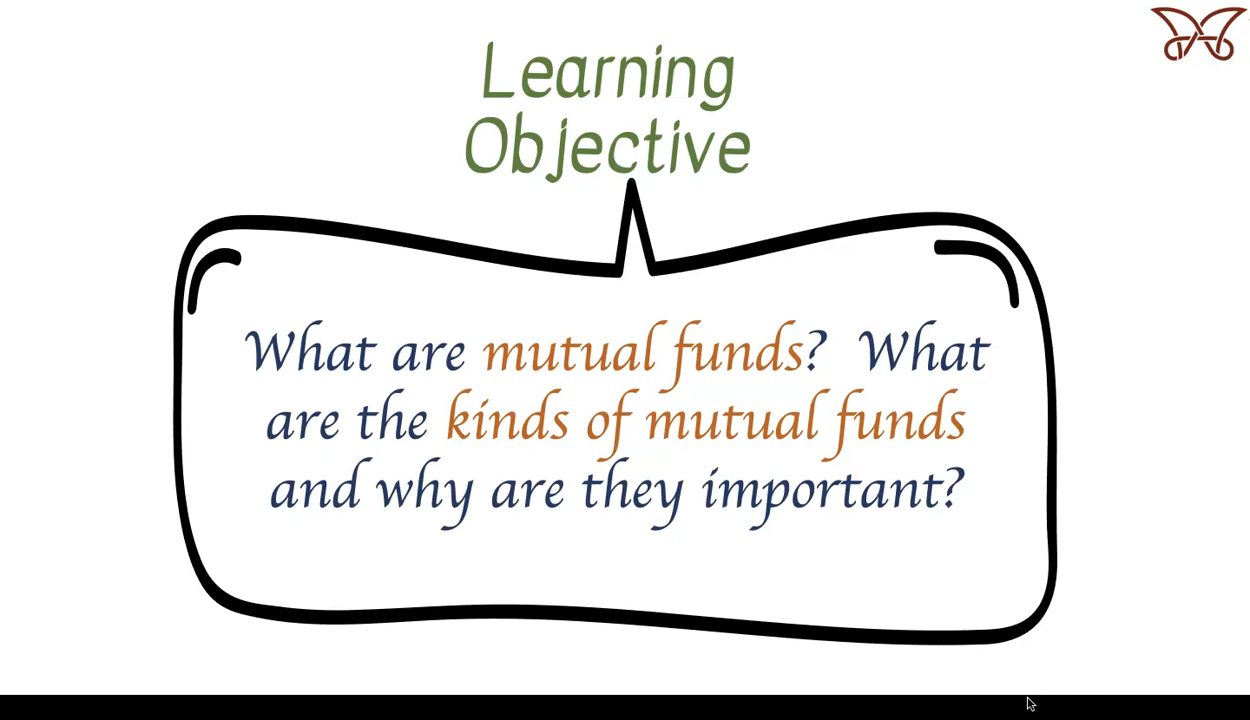 Learning
Objective
What are mutual funds? What
are the kinds of mutual funds
and why are they important?